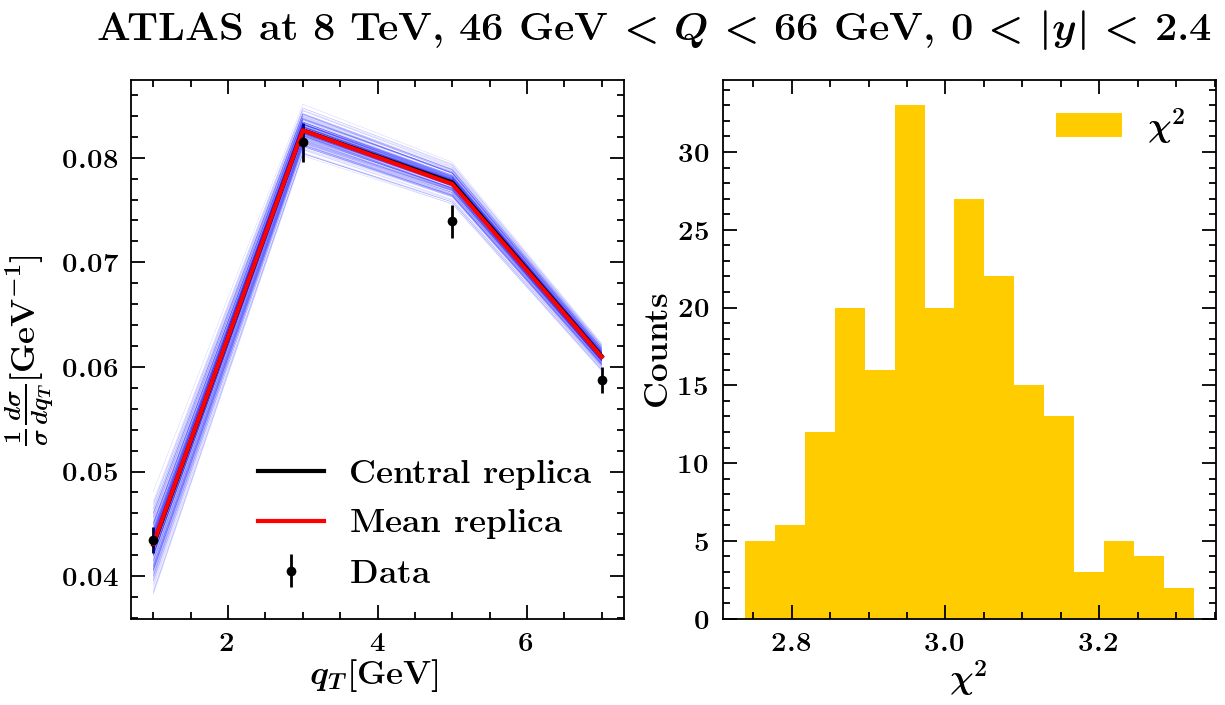 ATLAS at 8 TeV, 46 GeV < Q < 66 GeV, 0 < |y| < 2.4
0.08
0.07
0.06
0.05
0.04
2
4
6
q_T[GeV]
\frac{1}{σ}\frac{dσ}{dq_T}[GeV⁻¹]
Central replica
Mean replica
Data
30
25
20
15
10
5
0
2.8
3.0
3.2
χ²
Counts
χ²